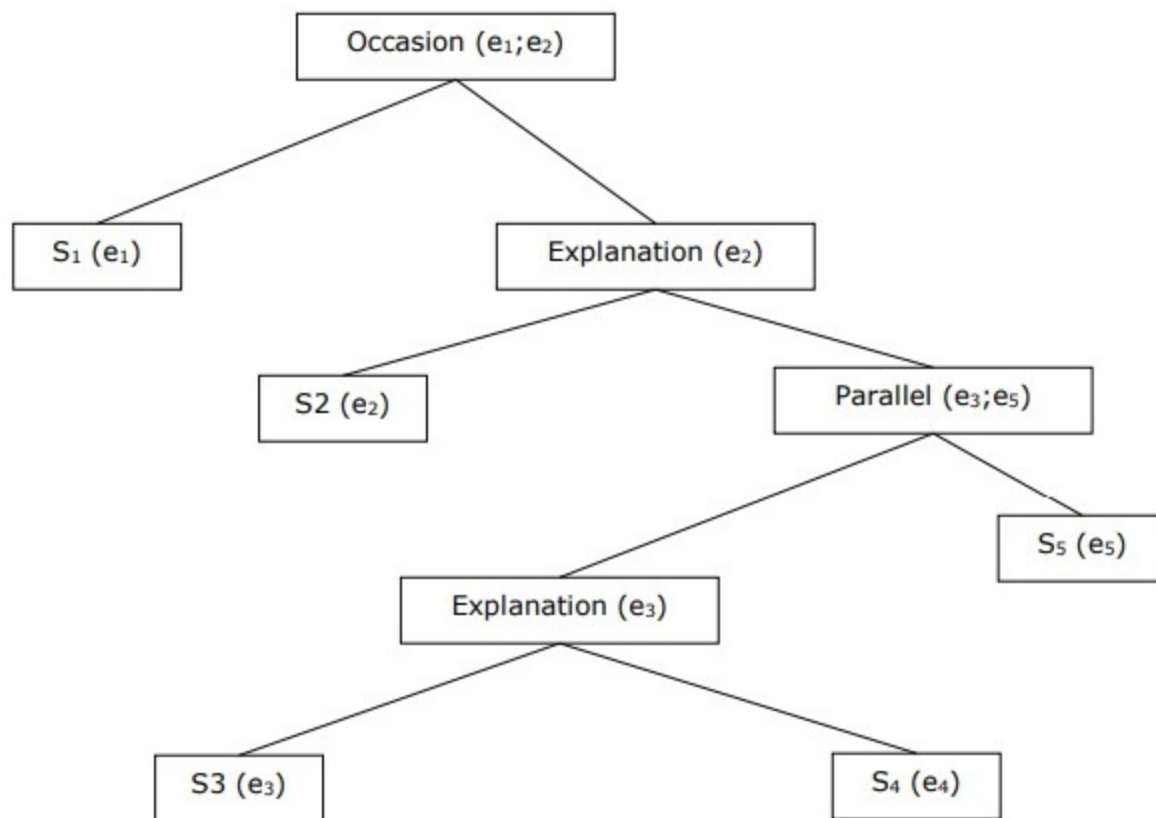 Occasion (e₁;e₂)
S₁ (e₁)
Explanation (e₂)
S2 (e₂)
Parallel (e₃;e₅)
S₅ (e₅)
Explanation (e₃)
S3 (e₃)
S₄ (e₄)